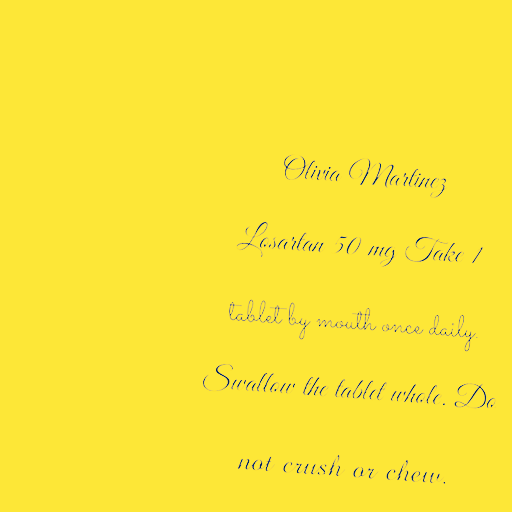 Olivia Martinez
Losartan 50 mg Take 1
tablet by mouth once daily.
Swallow the tablet whole. Do
not crush or chew.